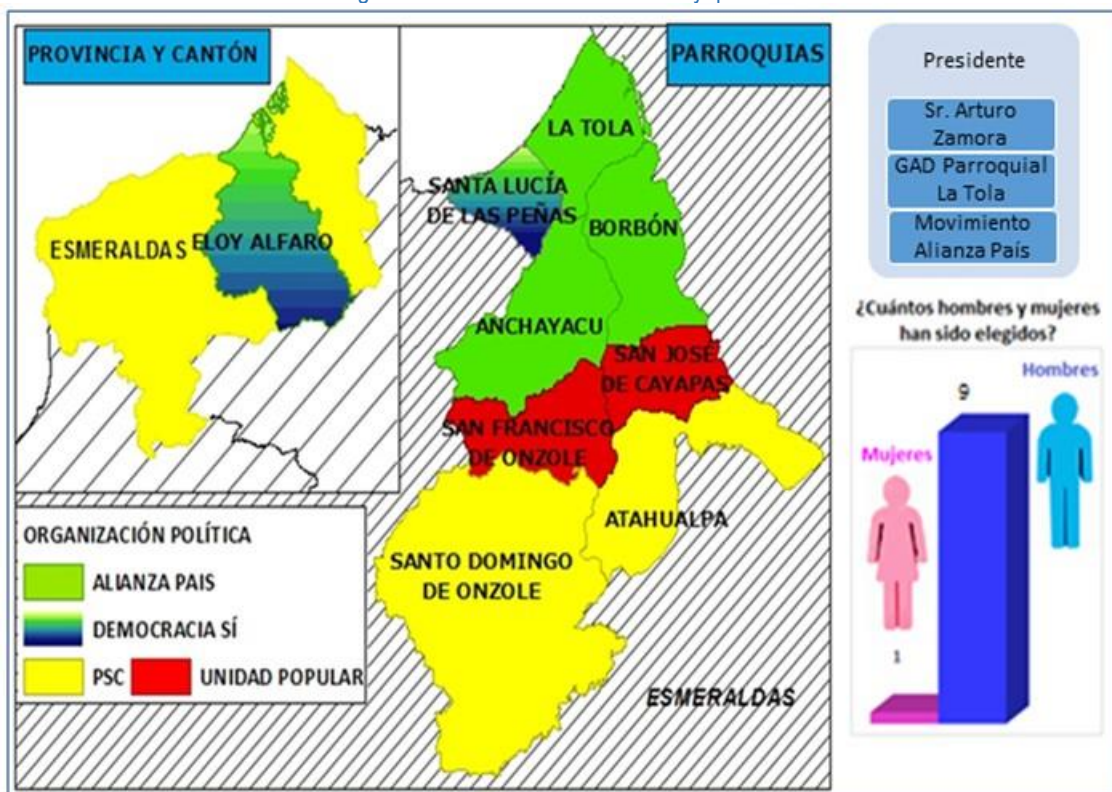 PROVINCIA Y CANTÓN
ESMERALDAS
ELOY ALFARO
ORGANIZACIÓN POLÍTICA
ALIANZA PAIS
DEMOCRACIA SÍ
PSC
UNIDAD POPULAR
PARROQUIAS
LA TOLA
SANTA LUCÍA
DE LAS PEÑAS
BORBÓN
ANCHAYACU
SAN JOSÉ
DE CAYAPAS
SAN FRANCISCO
DE ONZOLE
ATAHUALPA
SANTO DOMINGO
DE ONZOLE
ESMERALDAS
Presidente
Sr. Arturo
Zamora
GAD Parroquial
La Tola
Movimiento
Alianza País
¿Cuántos hombres y mujeres
han sido elegidos?
Hombres
9
Mujeres
1